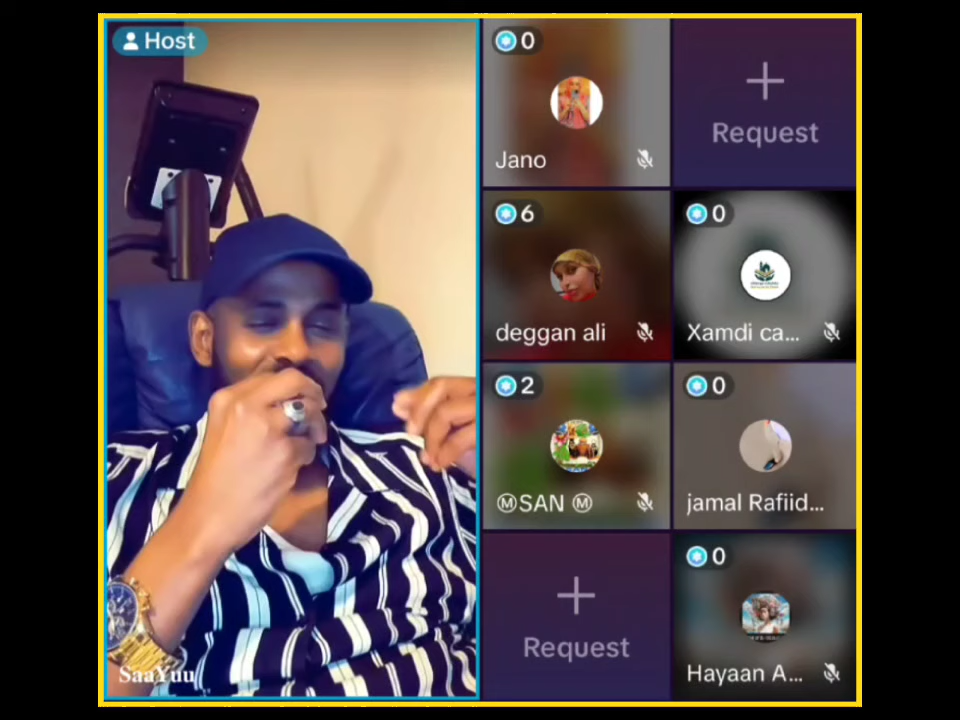 Host
0
Jano
Request
6
deggan ali
0
Xamdi ca...
2
ⓂSAN Ⓜ
0
jamal Rafiid...
Request
0
Hayaan A...
SaaYuu